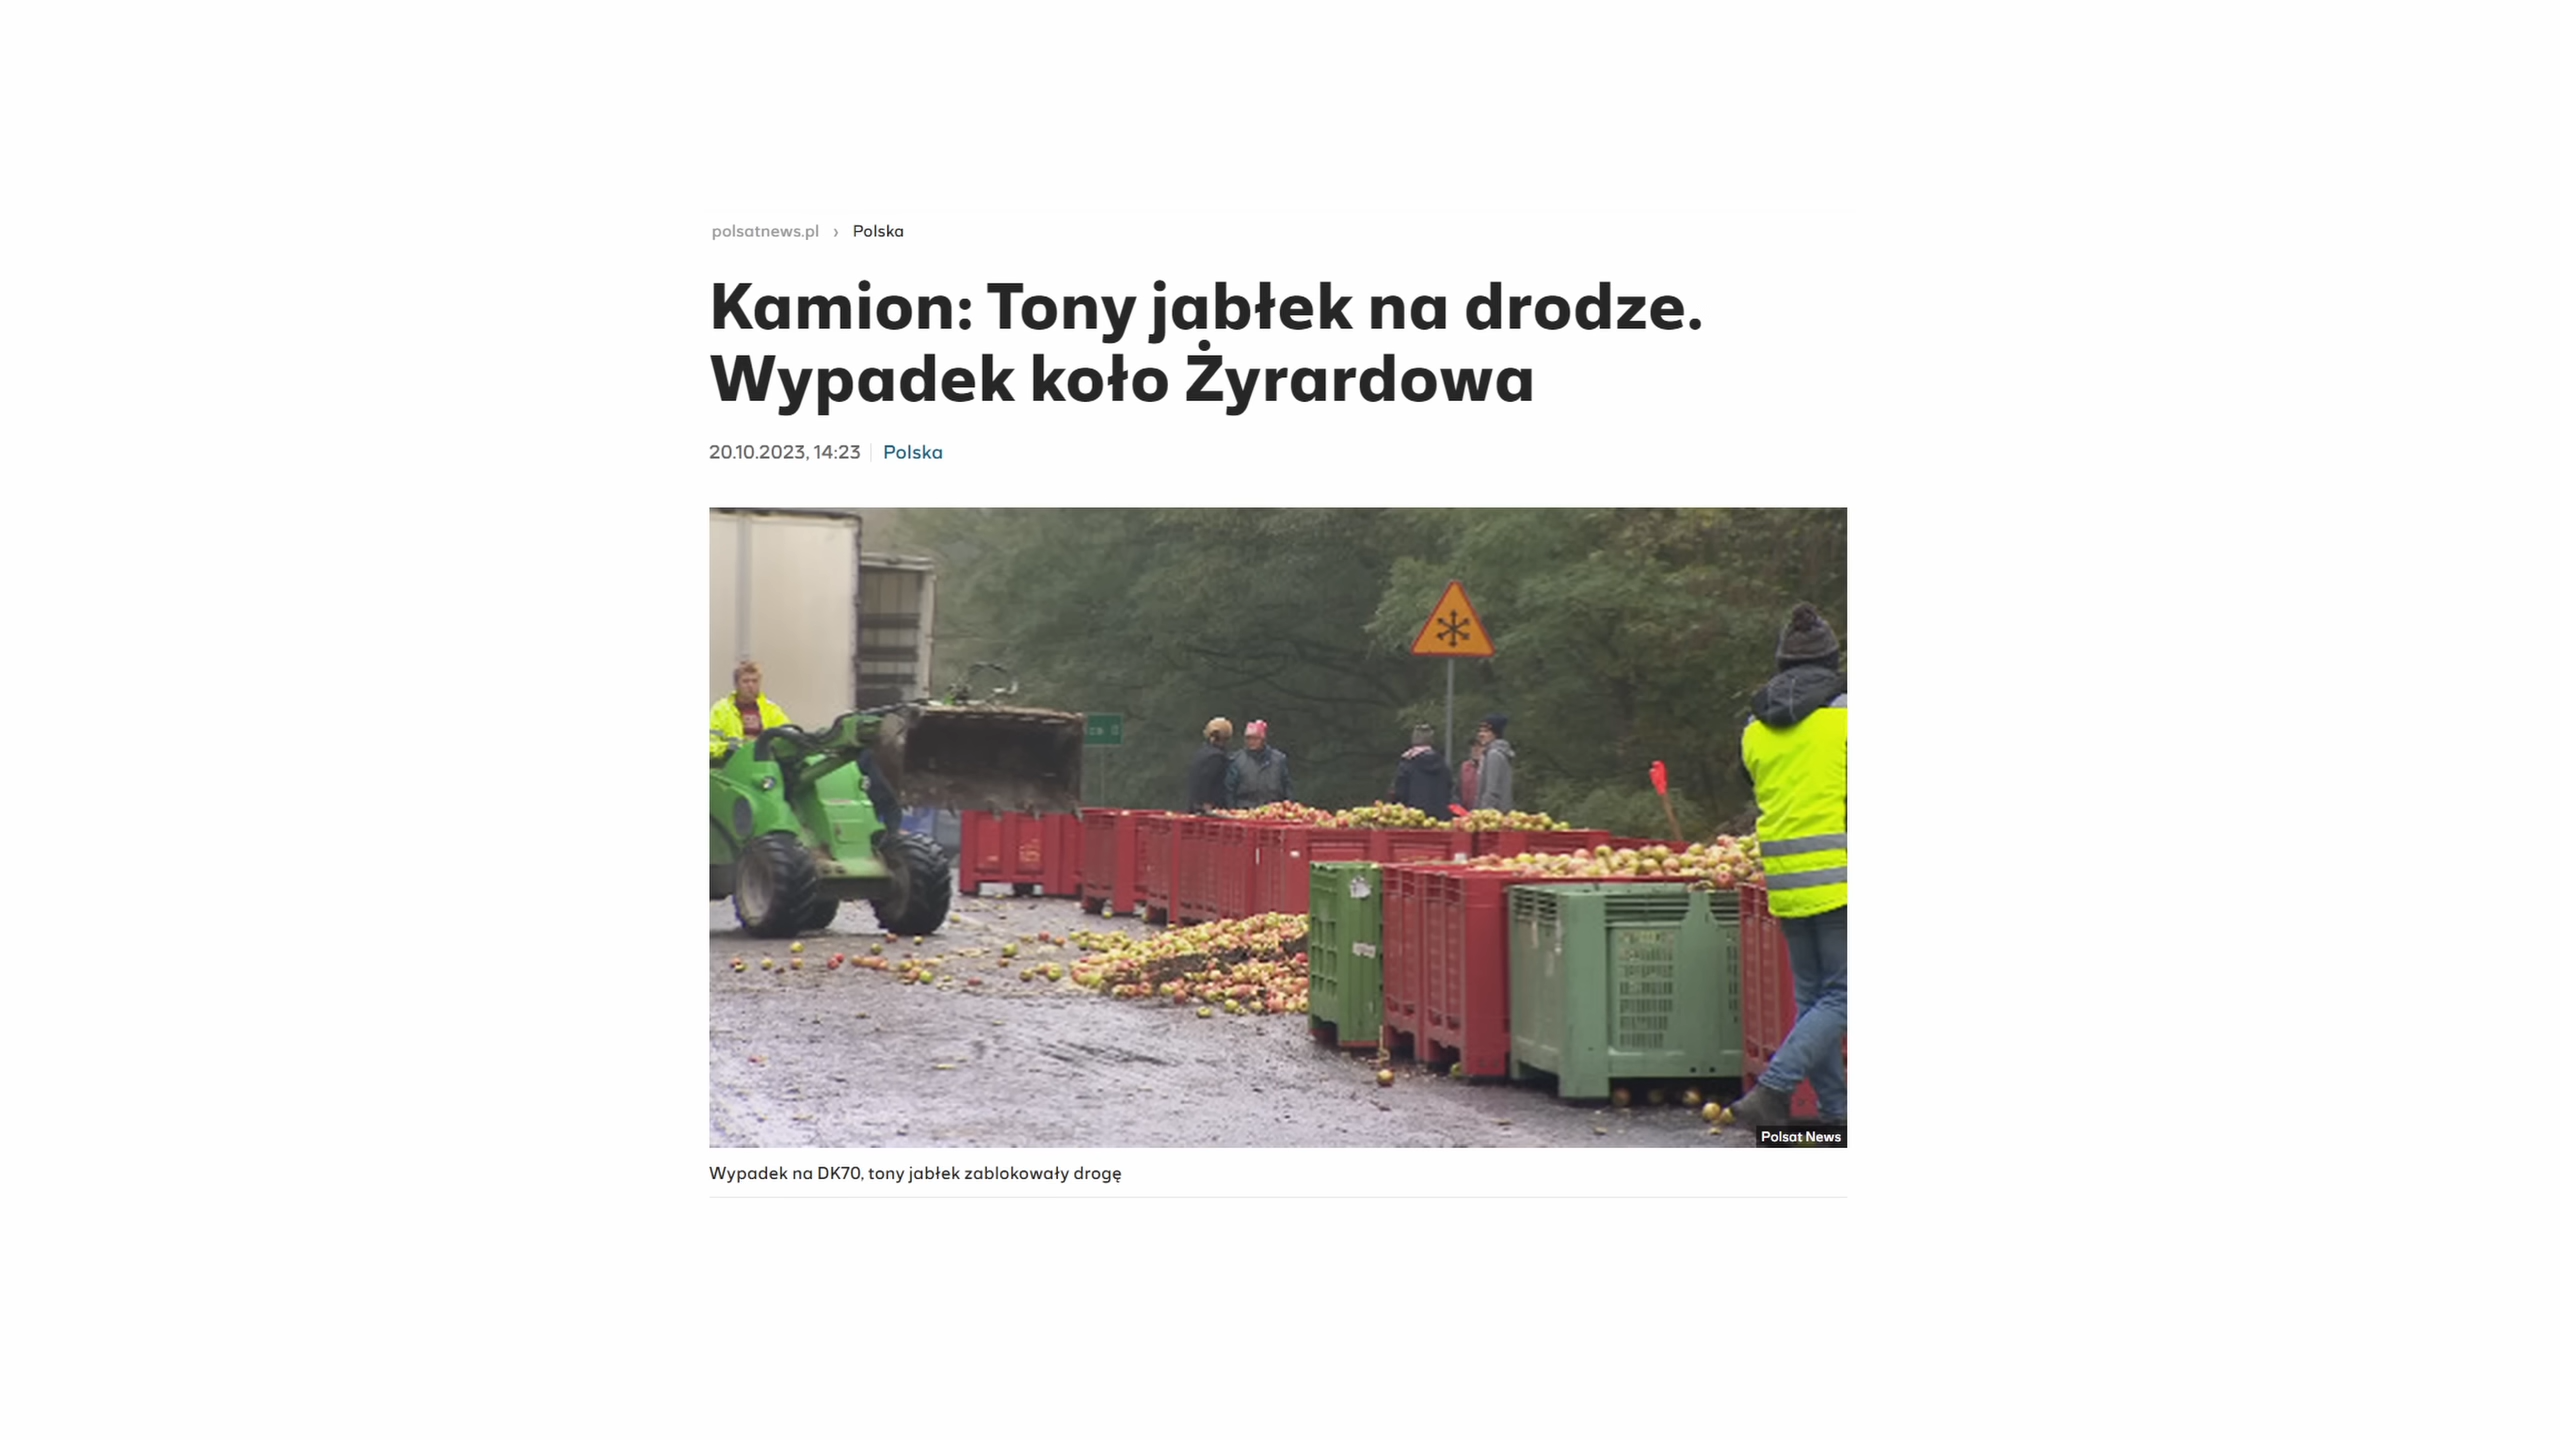 polsatnews.pl › Polska
Kamion: Tony jabłek na drodze.
Wypadek koło Żyrardowa
20.10.2023, 14:23 | Polska
Polsat News
Wypadek na DK70, tony jabłek zablokowały drogę